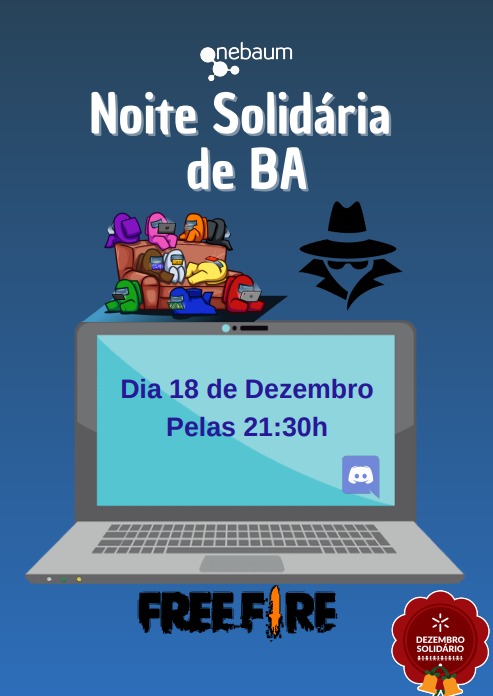 nebaum
Noite Solidária
de BA
Dia 18 de Dezembro
Pelas 21:30h
FREE FIRE
DEZEMBRO
SOLIDÁRIO